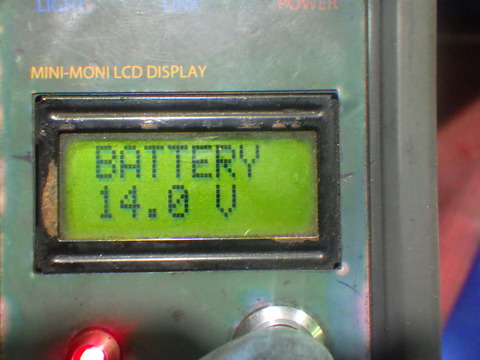 LIGHT LINK POWER
MINI-MONI LCD DISPLAY
BATTERY
14.0 V